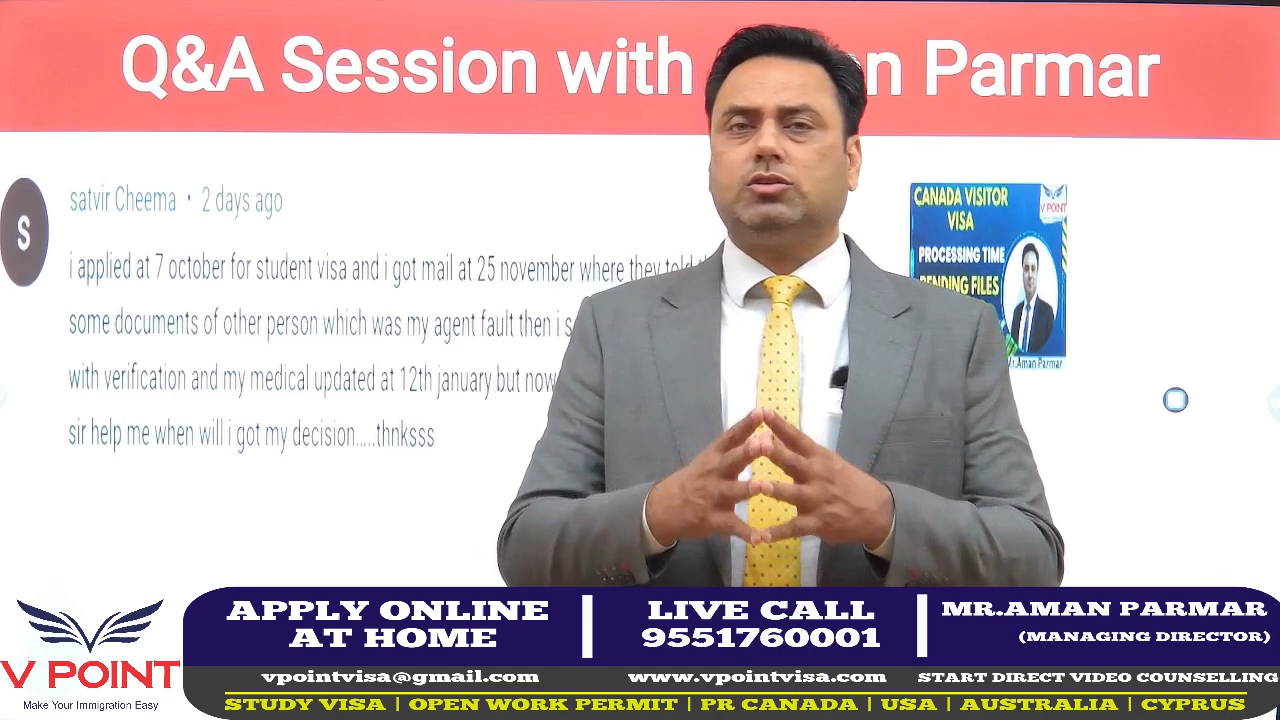 Q&A Session with Parmar
satvir Cheema • 2 days ago
S
i applied at 7 october for student visa and i got mail at 25 november where they told
some documents of other person which was my agent fault then i
with verification and my medical updated at 12th january but now
sir help me when will i got my decision.....thnksss
CANADA VISITOR
VISA
V POINT
PROCESSING TIME
PENDING FILES
Mr.Aman Parmar
V POINT
Make Your Immigration Easy
APPLY ONLINE
AT HOME
LIVE CALL
9551760001
MR.AMAN PARMAR
(MANAGING DIRECTOR)
vpointvisa@gmail.com
www.vpointvisa.com
START DIRECT VIDEO COUNSELLING
STUDY VISA | OPEN WORK PERMIT | PR CANADA | USA | AUSTRALIA | CYPRUS